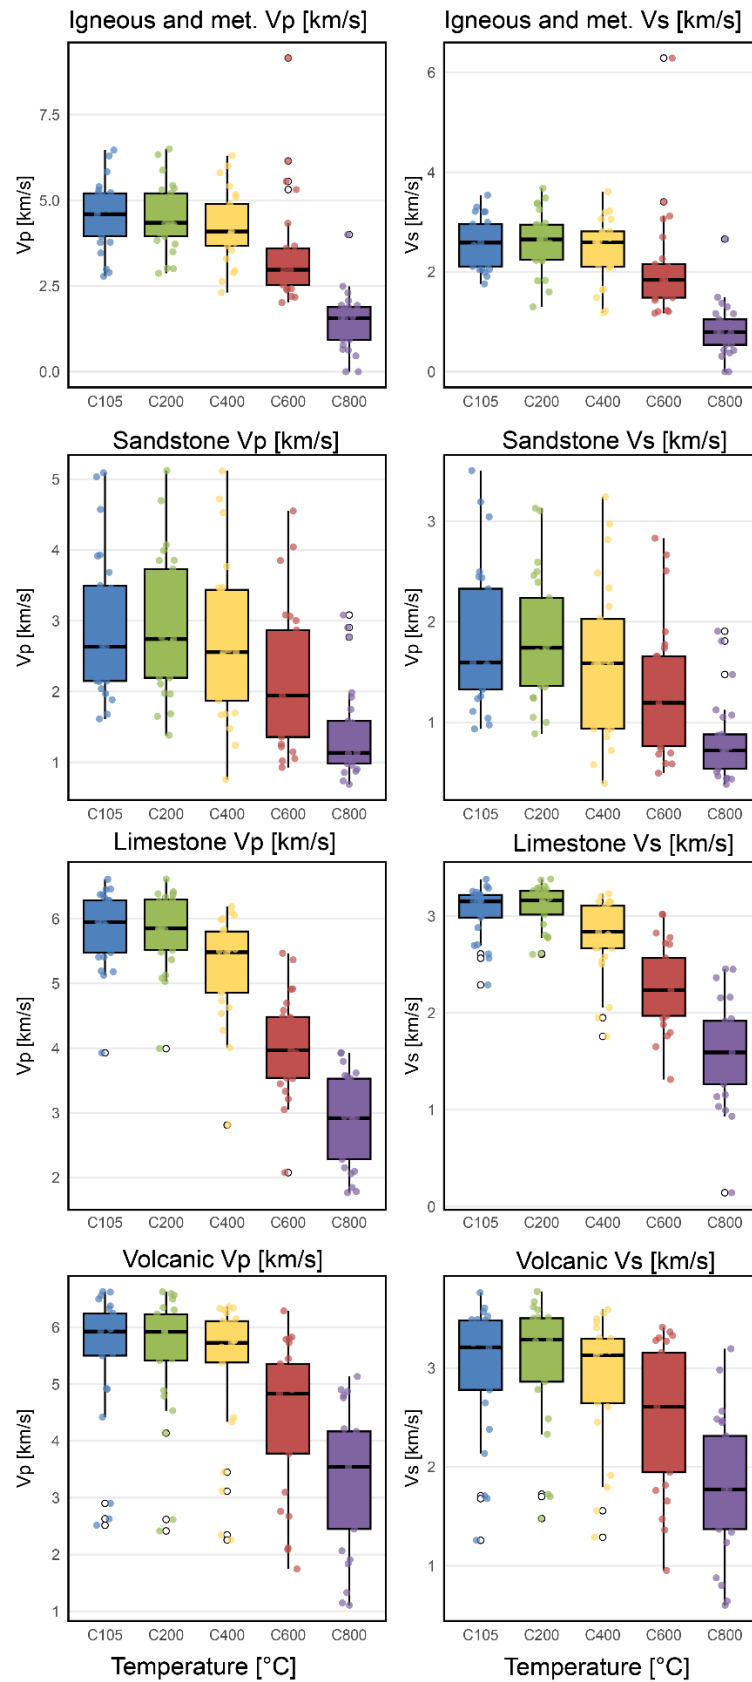 Igneous and met. Vp [km/s]
Vp [km/s]
7.5
5.0
2.5
0.0
C105 C200 C400 C600 C800
Igneous and met. Vs [km/s]
Vs [km/s]
6
4
2
0
C105 C200 C400 C600 C800
Sandstone Vp [km/s]
Vp [km/s]
5
4
3
2
1
C105 C200 C400 C600 C800
Sandstone Vs [km/s]
Vp [km/s]
3
2
1
C105 C200 C400 C600 C800
Limestone Vp [km/s]
Vp [km/s]
6
5
4
3
2
C105 C200 C400 C600 C800
Limestone Vs [km/s]
Vs [km/s]
3
2
1
0
C105 C200 C400 C600 C800
Volcanic Vp [km/s]
Vp [km/s]
6
5
4
3
2
1
C105 C200 C400 C600 C800
Temperature [°C]
Volcanic Vs [km/s]
Vs [km/s]
3
2
1
C105 C200 C400 C600 C800
Temperature [°C]